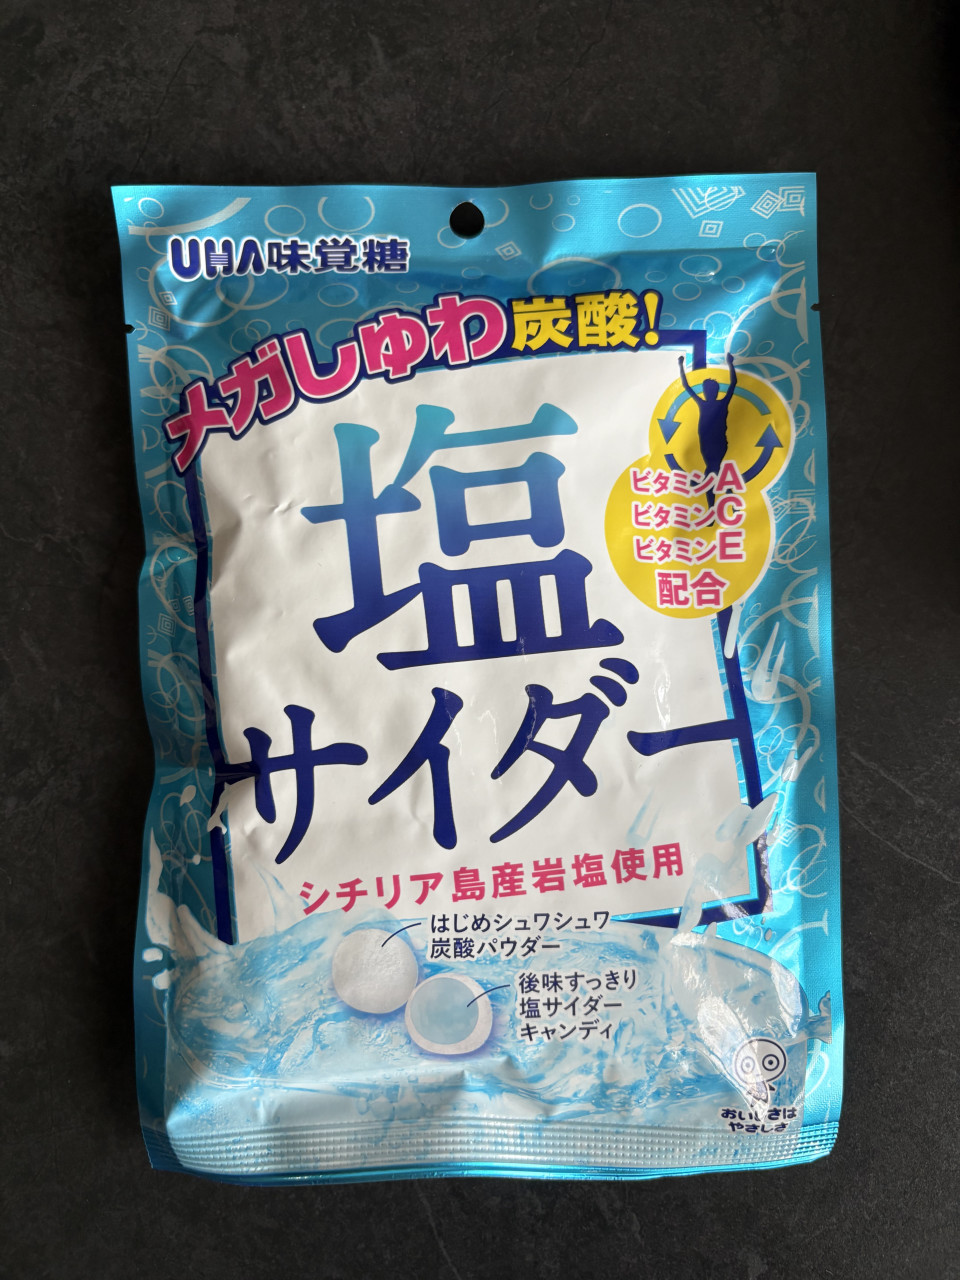 UHA味覚糖
メガしゅわ炭酸!
塩
サイダー
ビタミンA
ビタミンC
ビタミンE
配合
シチリア島産岩塩使用
はじめシュワシュワ
炭酸パウダー
後味すっきり
塩サイダー
キャンディ
おいしさは
やさしさ